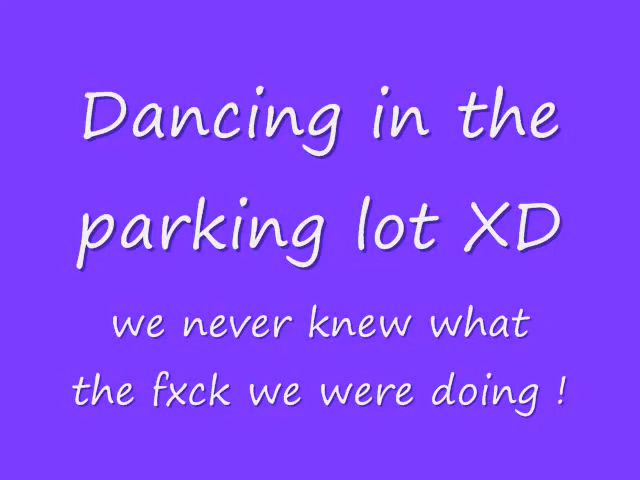 Dancing in the
parking lot XD
we never knew what
the fxck we were doing !